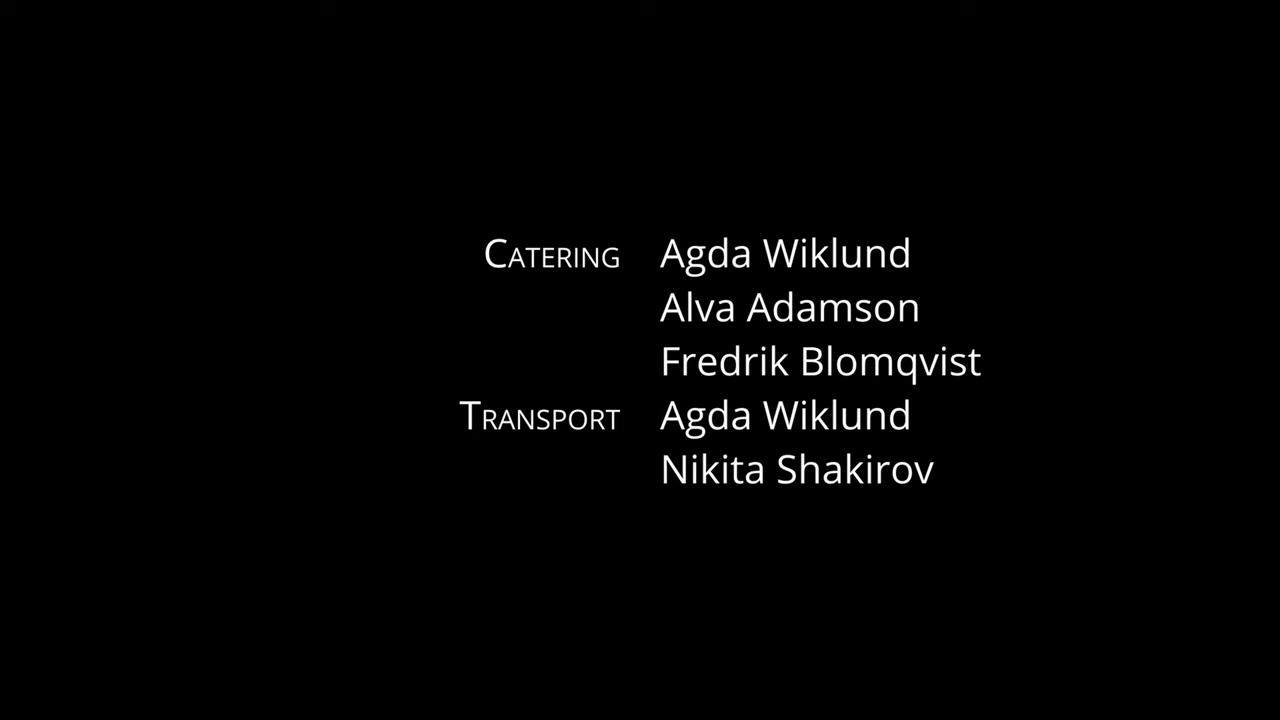 Catering Agda Wiklund
Alva Adamson
Fredrik Blomqvist
Transport Agda Wiklund
Nikita Shakirov